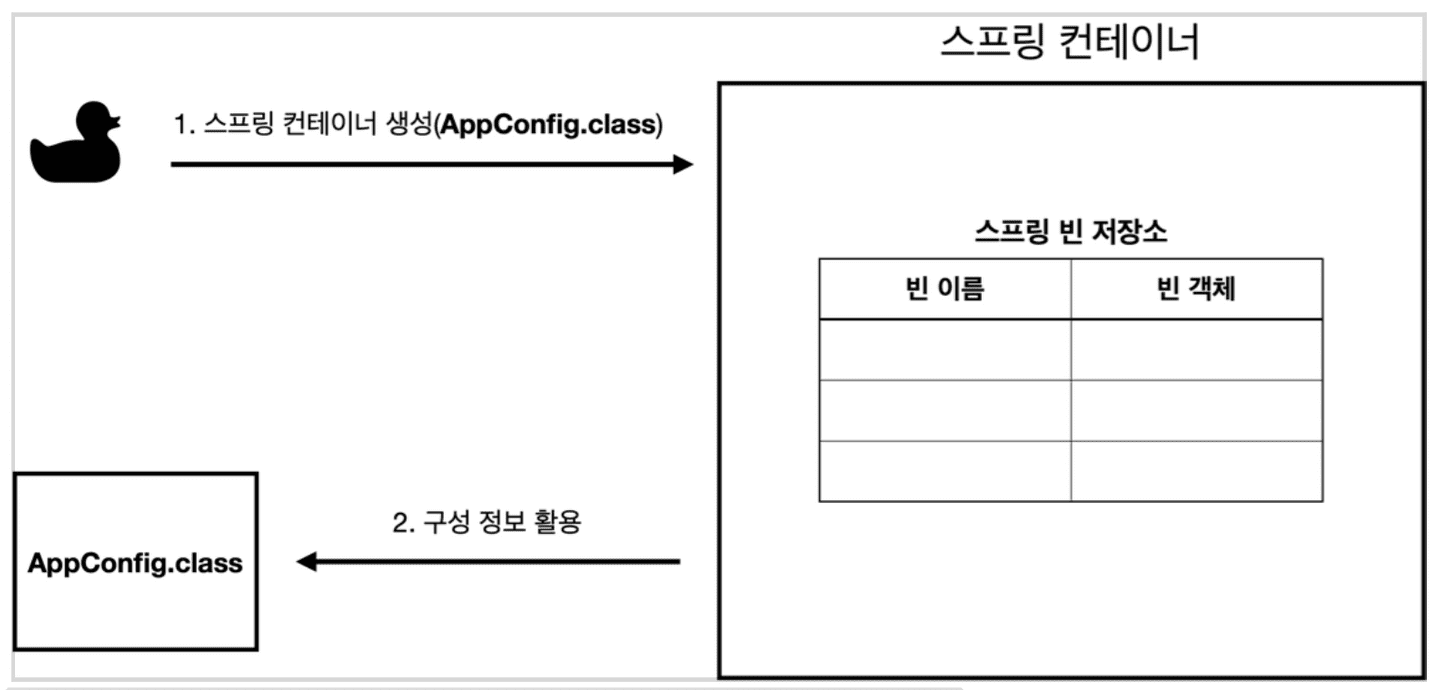 스프링 컨테이너
1. 스프링 컨테이너 생성(AppConfig.class)
스프링 빈 저장소
빈 이름 빈 객체
2. 구성 정보 활용
AppConfig.class